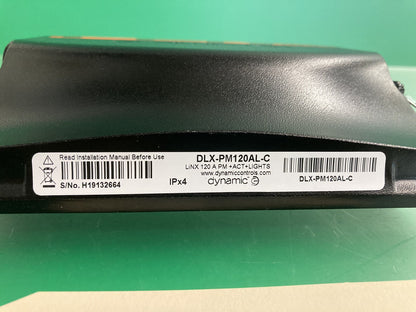 Read Installation Manual Before Use
S/No. H19132664
IPx4
DLX-PM120AL-C
LiNX 120 A PM +ACT+LIGHTS
www.dynamiccontrols.com
dynamic
DLX-PM120AL-C